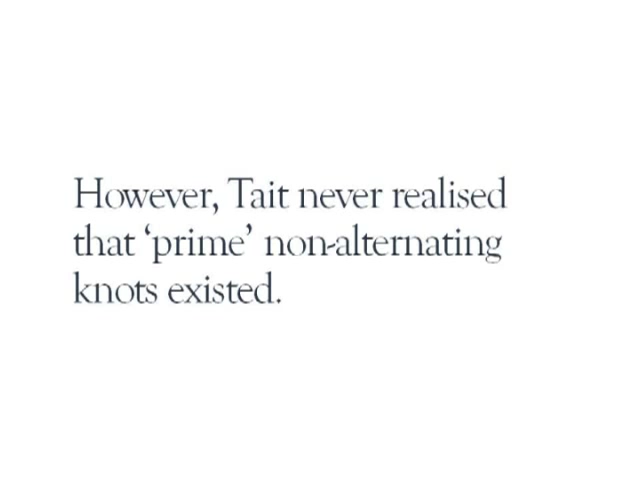 However, Tait never realised
that ‘prime’ non-alternating
knots existed.